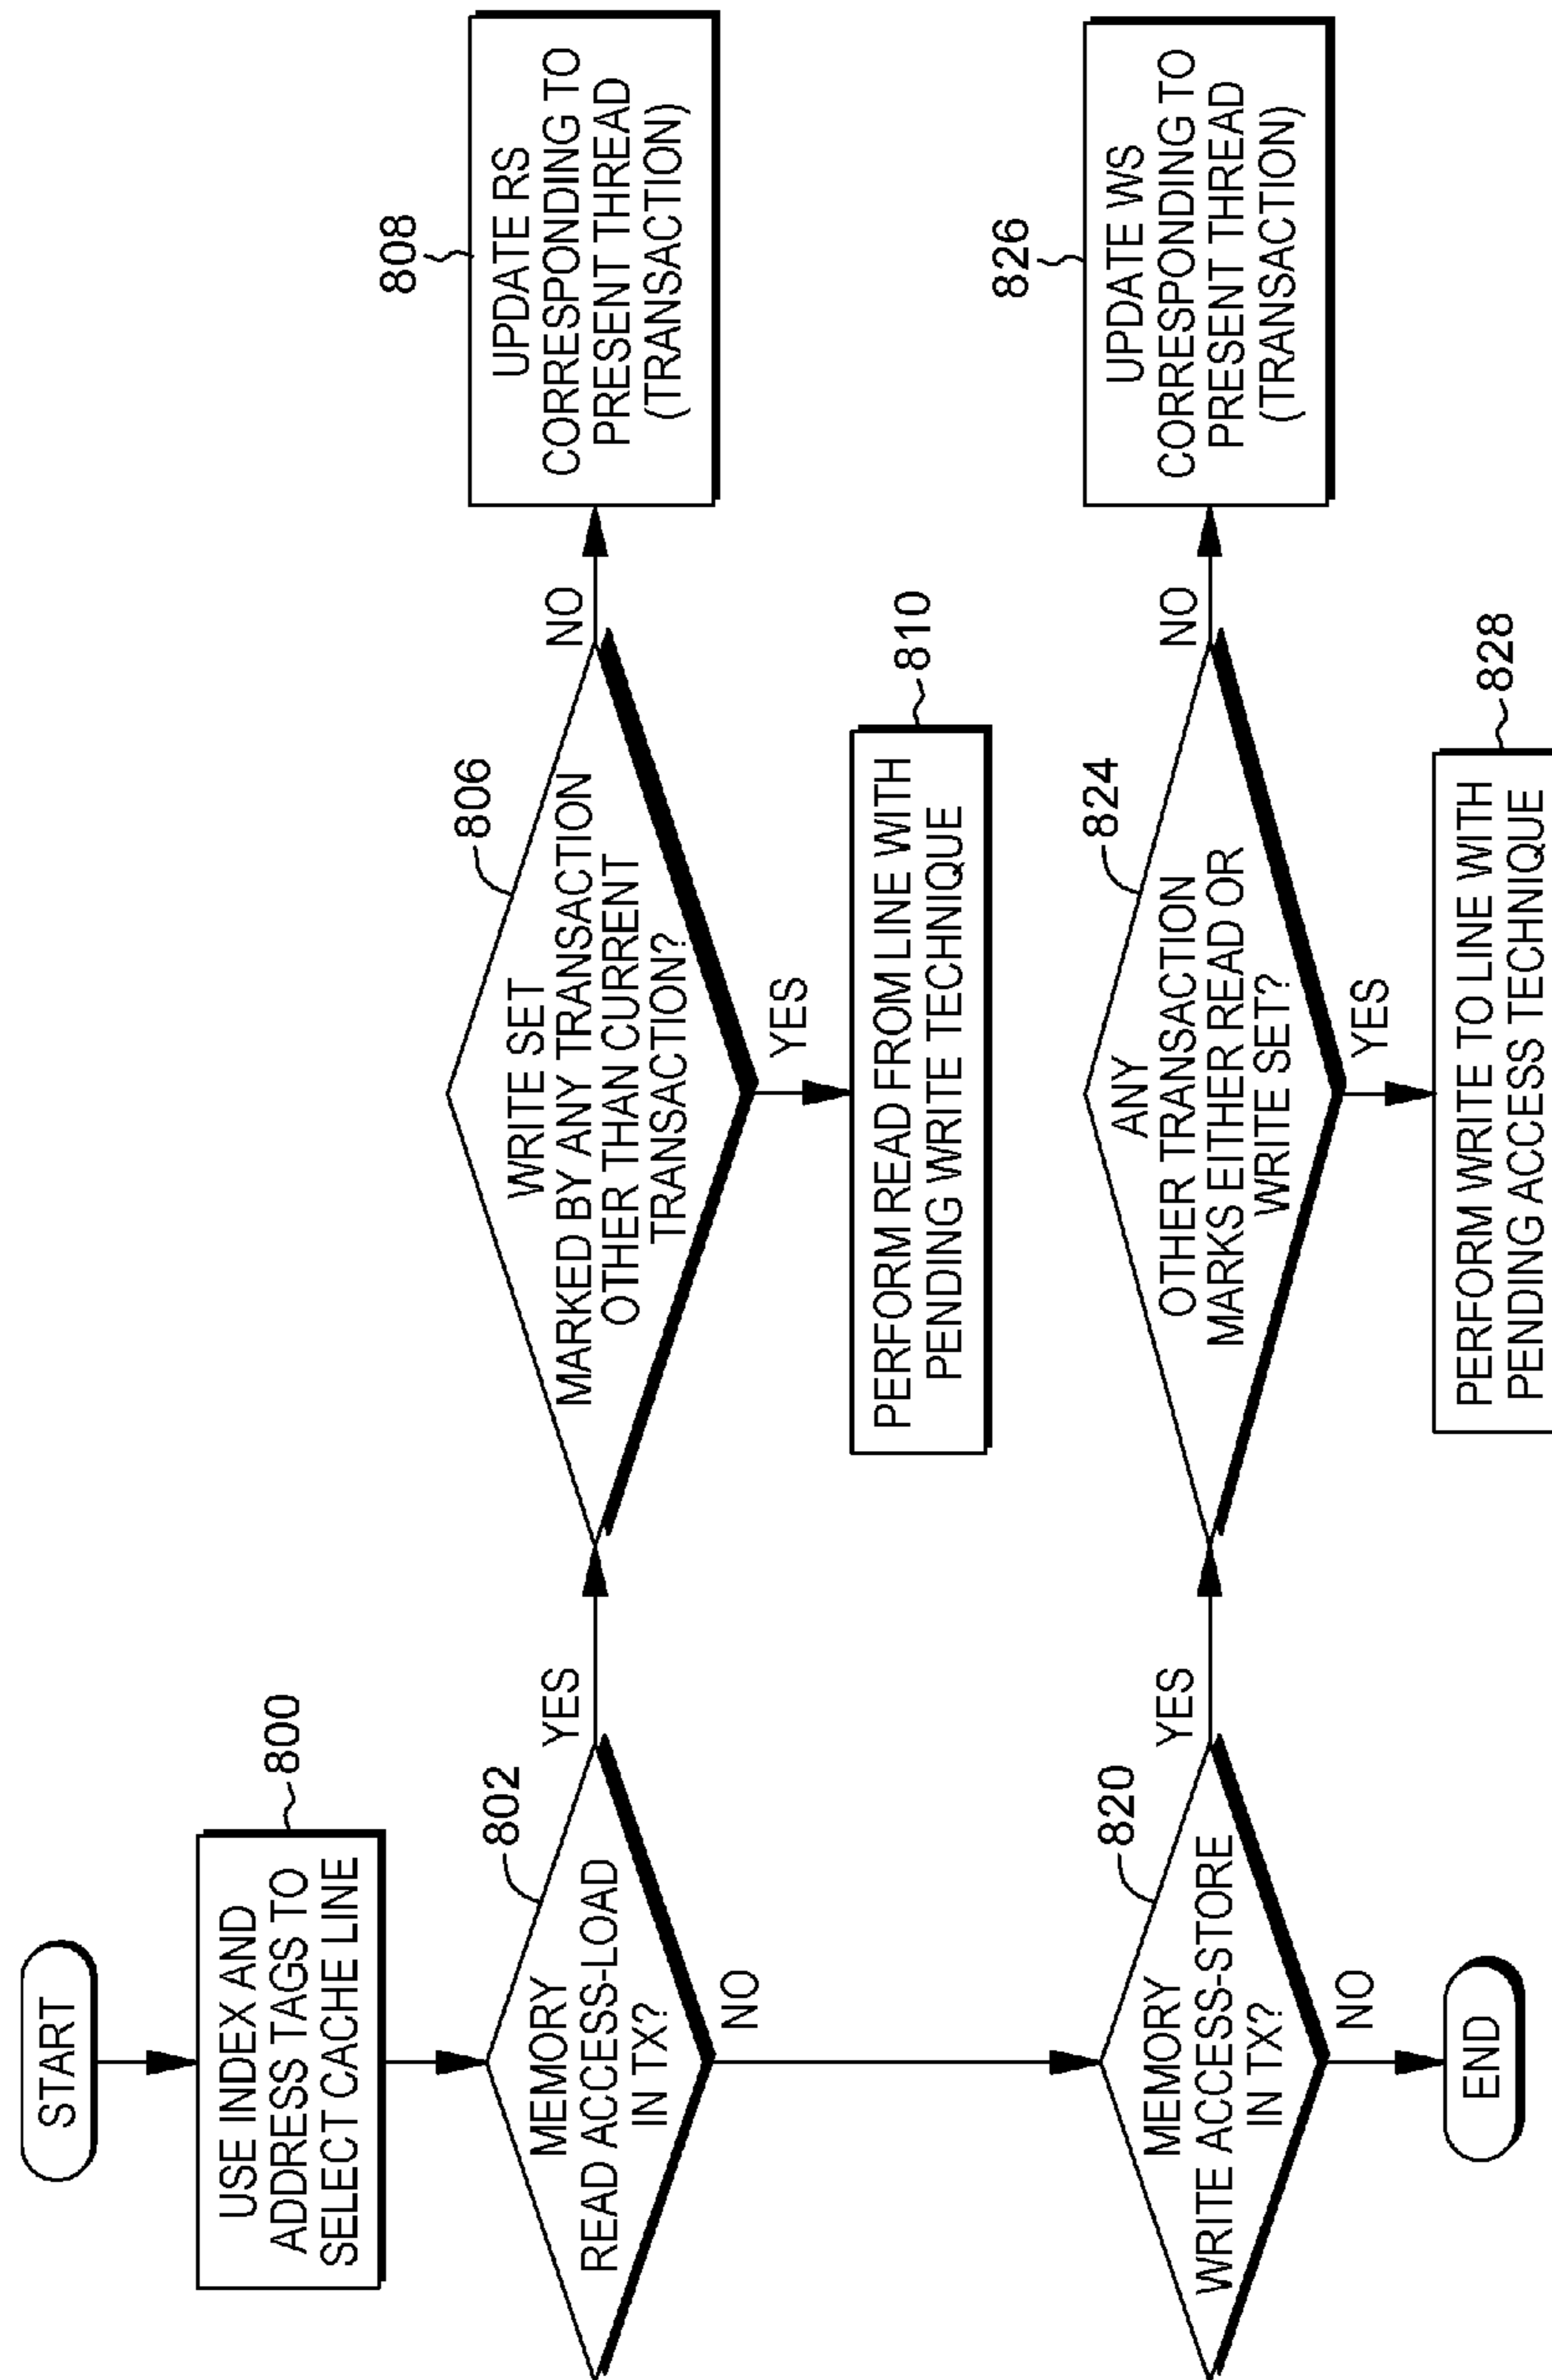 START
USE INDEX AND
ADDRESS TAGS TO
SELECT CACHE LINE
800
MEMORY
READ ACCESS-LOAD
IN TX?
802
YES
NO
WRITE SET
MARKED BY ANY TRANSACTION
OTHER THAN CURRENT
TRANSACTION?
806
NO
YES
UPDATE RS
CORRESPONDING TO
PRESENT THREAD
(TRANSACTION)
808
PERFORM READ FROM LINE WITH
PENDING WRITE TECHNIQUE
810
MEMORY
WRITE ACCESS-STORE
IN TX?
820
YES
NO
ANY
OTHER TRANSACTION
MARKS EITHER READ OR
WRITE SET?
824
NO
YES
UPDATE WS
CORRESPONDING TO
PRESENT THREAD
(TRANSACTION)
826
PERFORM WRITE TO LINE WITH
PENDING ACCESS TECHNIQUE
828
END